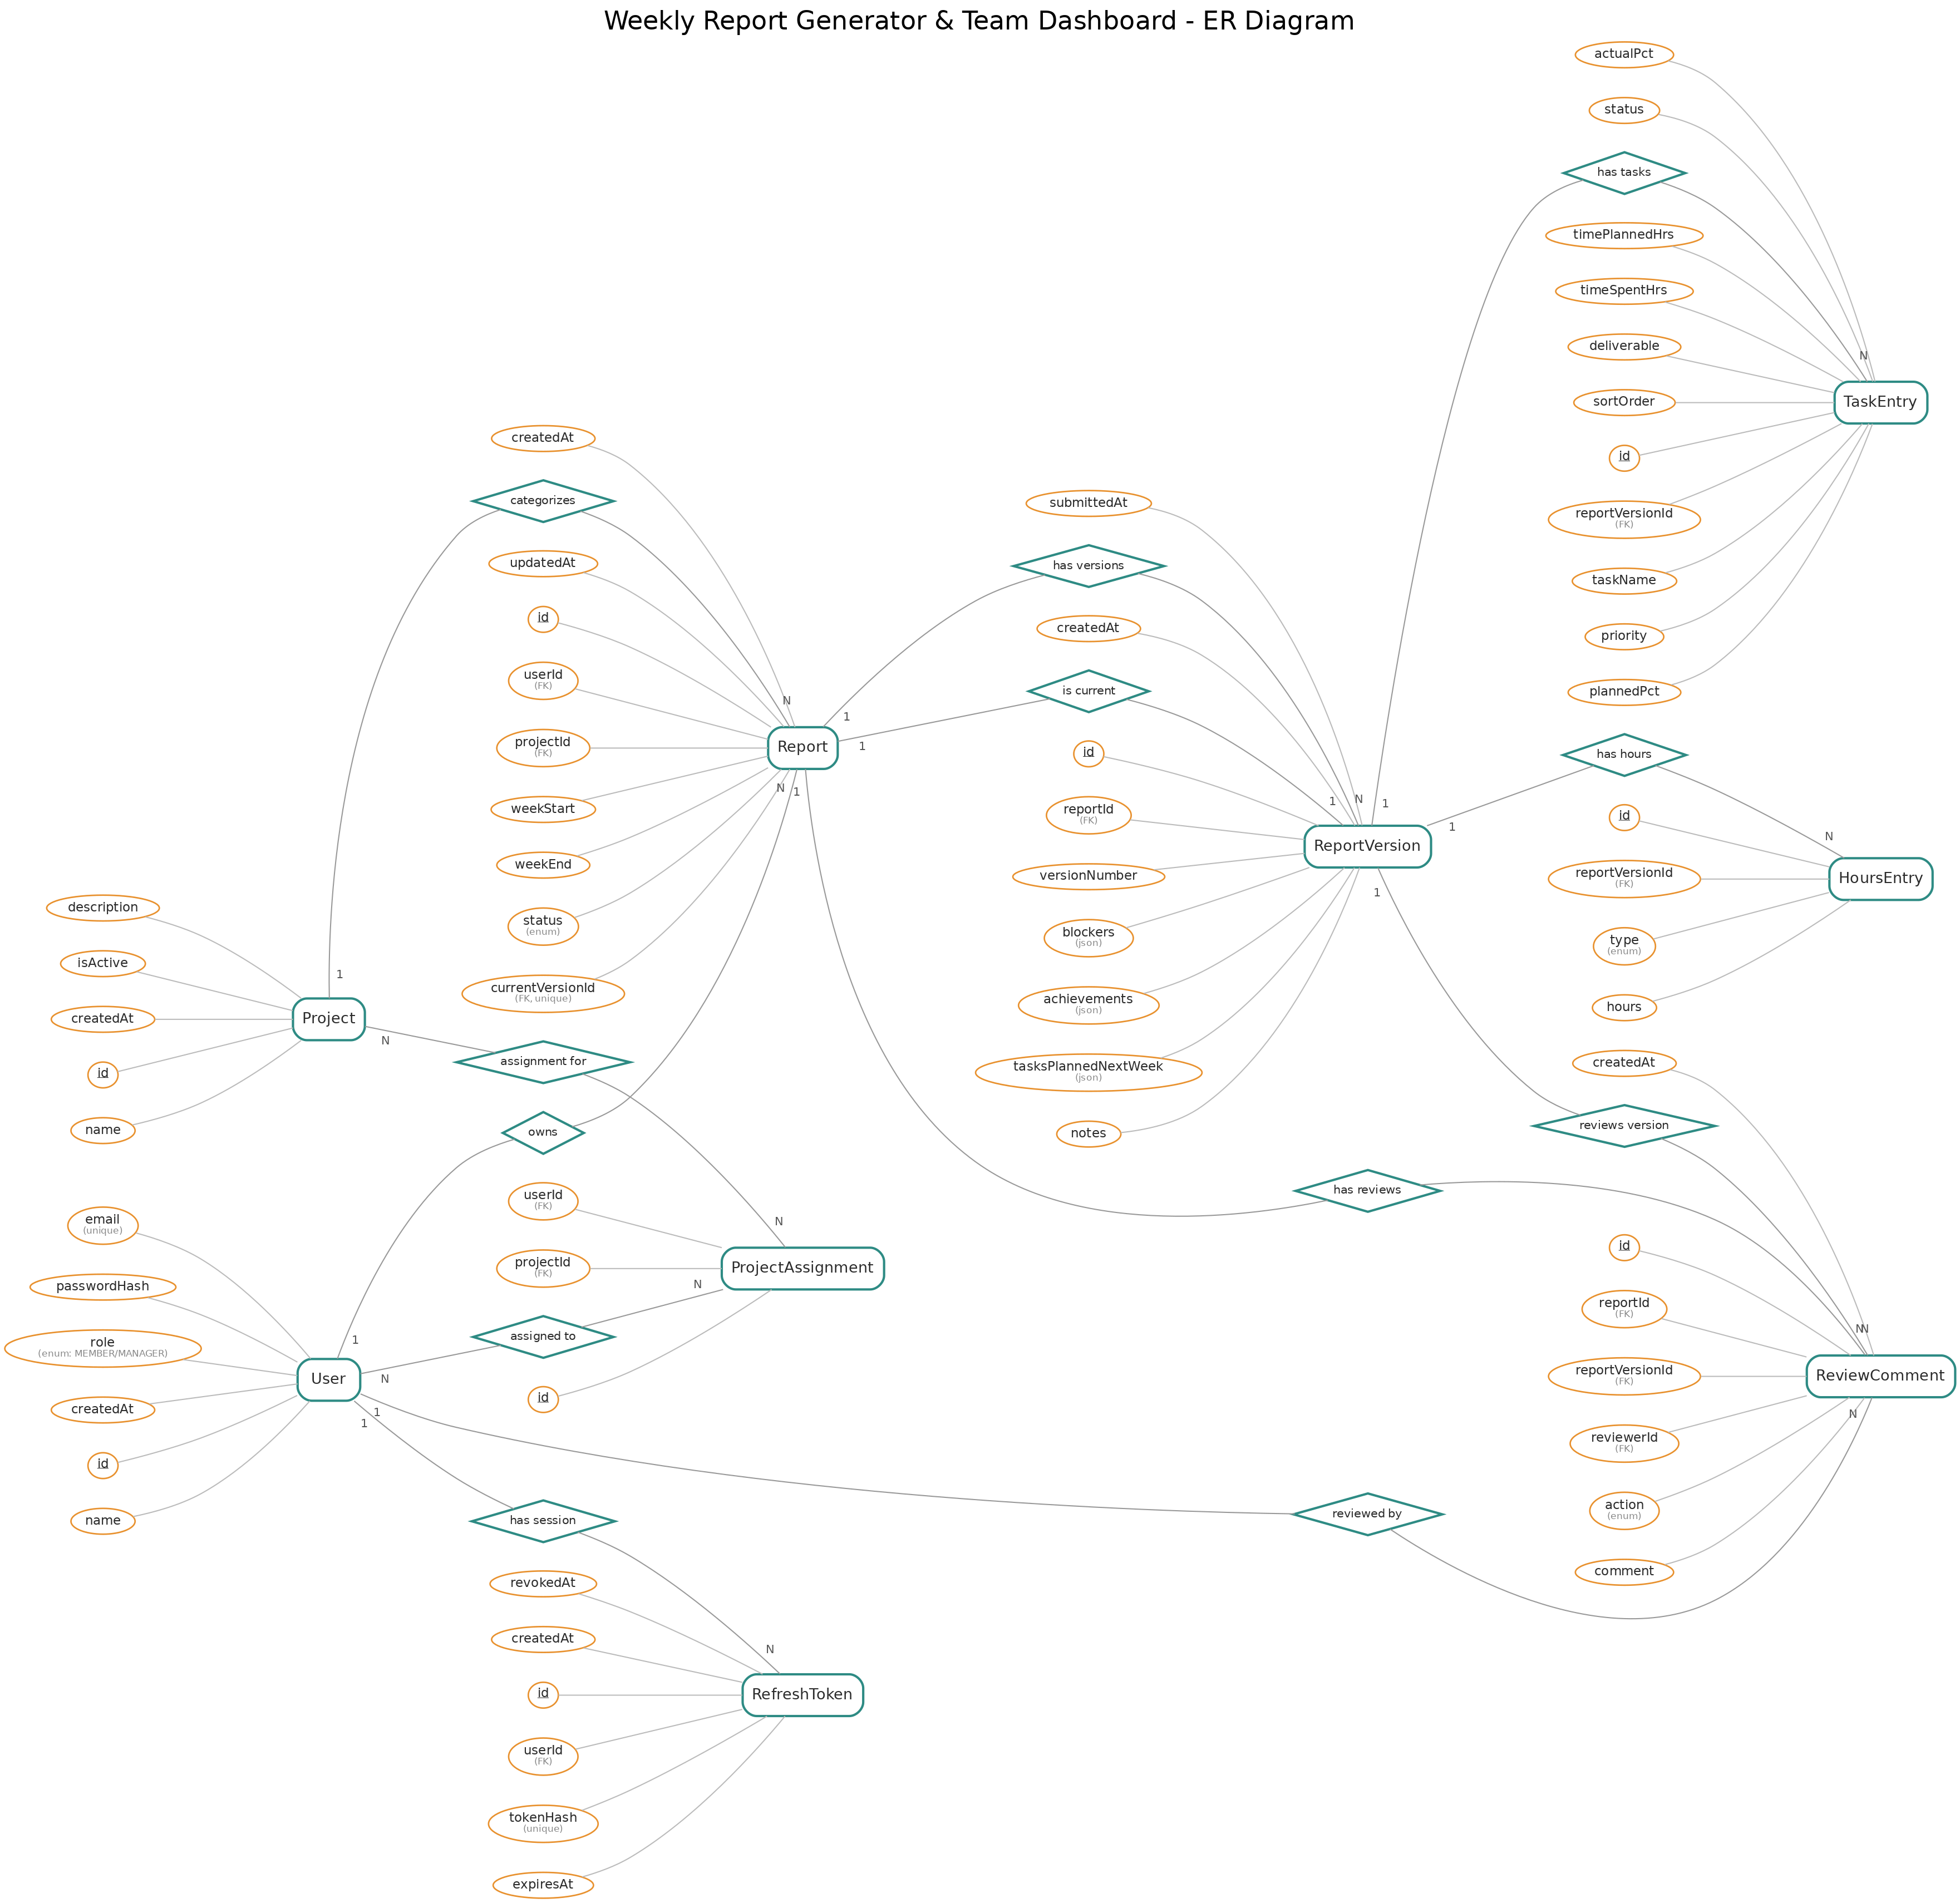 Weekly Report Generator & Team Dashboard - ER Diagram
actualPct
status
has tasks
timePlannedHrs
timeSpentHrs
deliverable
N
sortOrder
TaskEntry
id
reportVersionId
(FK)
taskName
priority
plannedPct
createdAt
categorizes
updatedAt
id
userId
(FK)
N
projectId
(FK)
Report
1
1
weekStart
N
1
weekEnd
status
(enum)
currentVersionId
(FK, unique)
submittedAt
has versions
createdAt
is current
id
1
N
1
reportId
(FK)
1
ReportVersion
versionNumber
1
blockers
(json)
achievements
(json)
tasksPlannedNextWeek
(json)
notes
has hours
id
N
reportVersionId
(FK)
HoursEntry
type
(enum)
hours
description
isActive
1
createdAt
Project
N
id
name
assignment for
owns
userId
(FK)
N
projectId
(FK)
ProjectAssignment
N
assigned to
id
createdAt
reviews version
has reviews
id
reportId
(FK)
N
N
reportVersionId
(FK)
ReviewComment
N
reviewerId
(FK)
action
(enum)
comment
email
(unique)
passwordHash
1
role
(enum: MEMBER/MANAGER)
User
N
createdAt
1
1
id
name
has session
reviewed by
revokedAt
createdAt
N
id
RefreshToken
userId
(FK)
tokenHash
(unique)
expiresAt